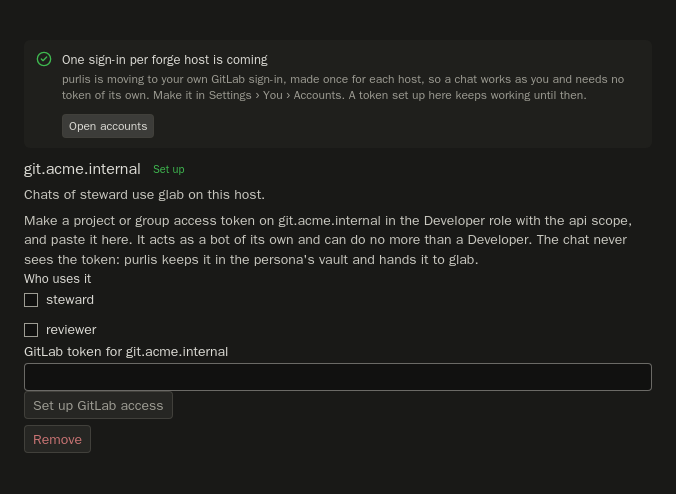 One sign-in per forge host is coming
purlis is moving to your own GitLab sign-in, made once for each host, so a chat works as you and needs no
token of its own. Make it in Settings › You › Accounts. A token set up here keeps working until then.
Open accounts
git.acme.internal Set up
Chats of steward use glab on this host.
Make a project or group access token on git.acme.internal in the Developer role with the api scope,
and paste it here. It acts as a bot of its own and can do no more than a Developer. The chat never
sees the token: purlis keeps it in the persona's vault and hands it to glab.
Who uses it
steward
reviewer
GitLab token for git.acme.internal
Set up GitLab access
Remove